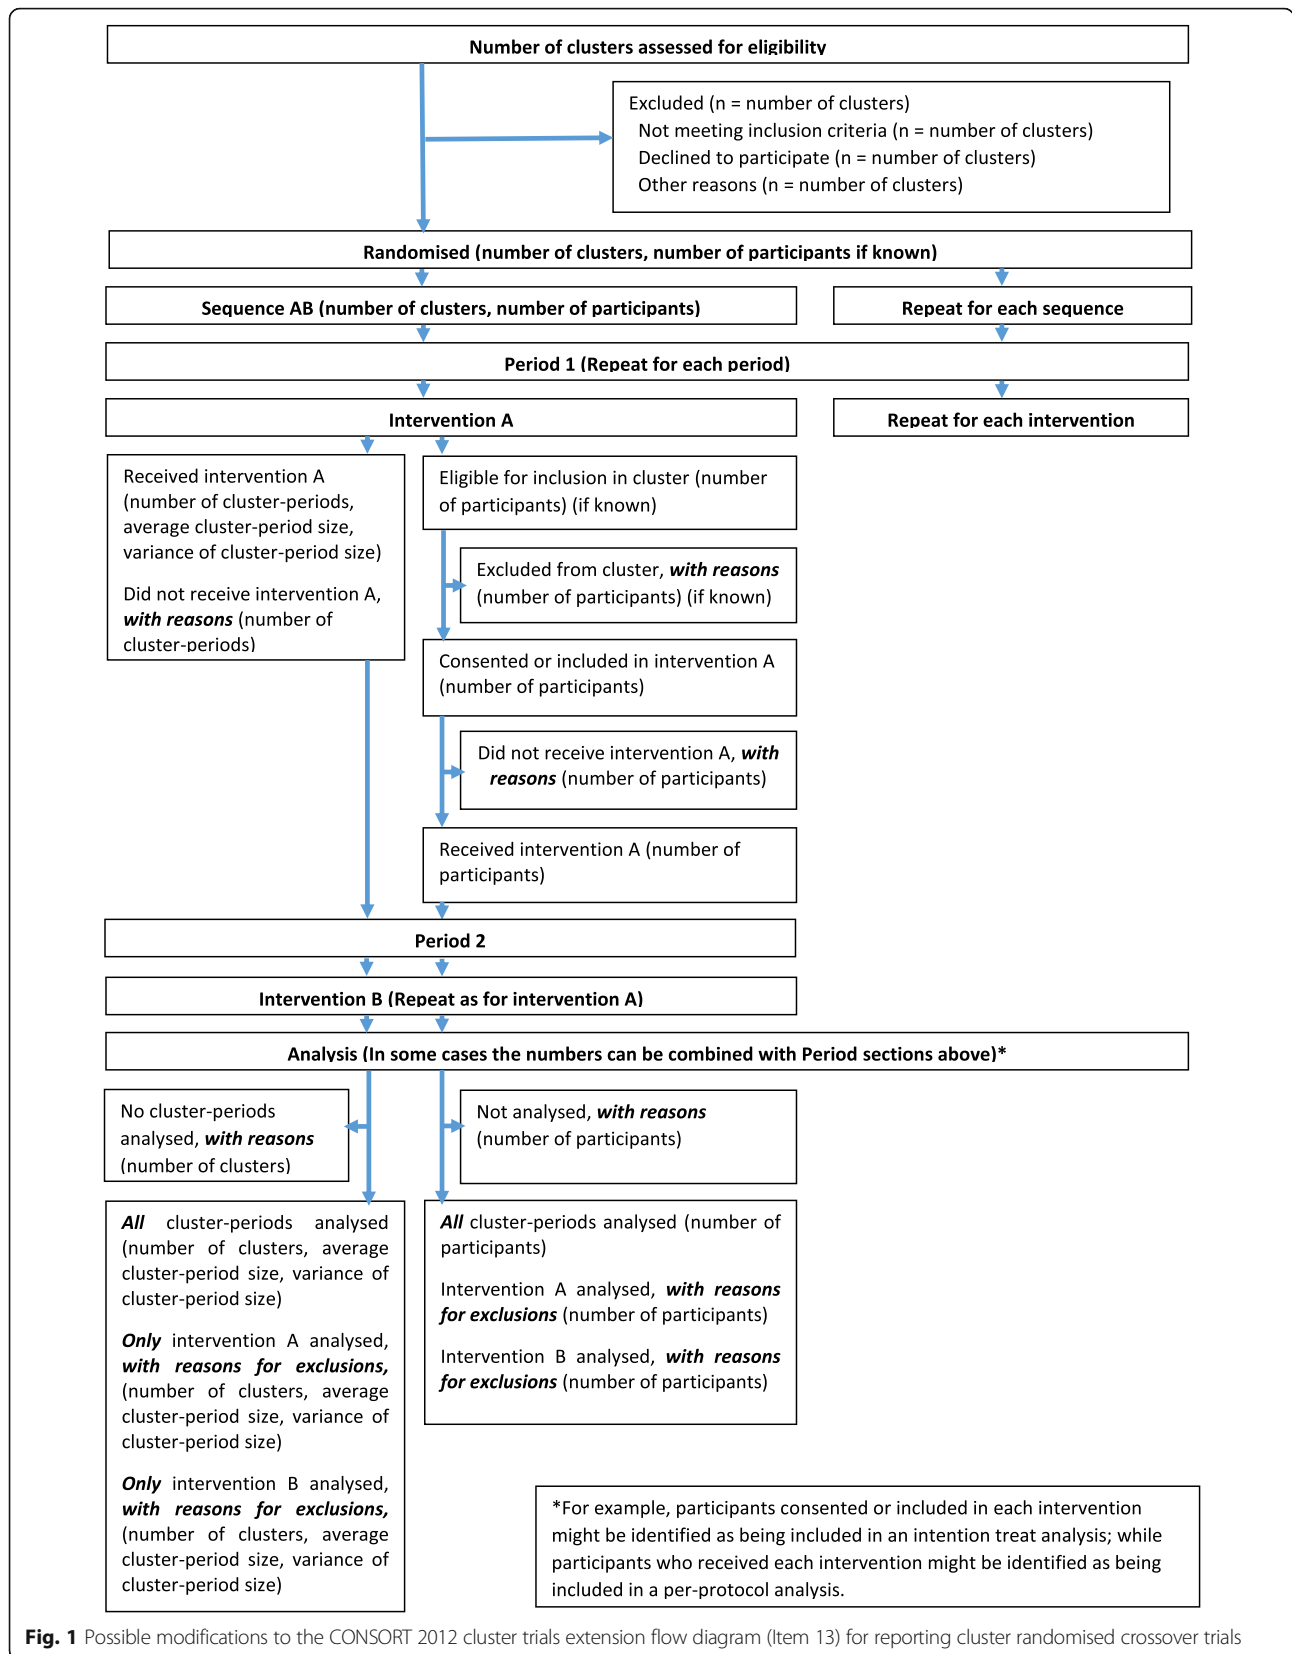 Number of clusters assessed for eligibility
Excluded (n = number of clusters)
Not meeting inclusion criteria (n = number of clusters)
Declined to participate (n = number of clusters)
Other reasons (n = number of clusters)
Randomised (number of clusters, number of participants if known)
Sequence AB (number of clusters, number of participants)
Repeat for each sequence
Period 1 (Repeat for each period)
Intervention A
Repeat for each intervention
Received intervention A
(number of cluster-periods,
average cluster-period size,
variance of cluster-period size)
Did not receive intervention A,
with reasons (number of
cluster-periods)
Eligible for inclusion in cluster (number
of participants) (if known)
Excluded from cluster, with reasons
(number of participants) (if known)
Consented or included in intervention A
(number of participants)
Did not receive intervention A, with
reasons (number of participants)
Received intervention A (number of
participants)
Period 2
Intervention B (Repeat as for intervention A)
Analysis (In some cases the numbers can be combined with Period sections above)*
No cluster-periods
analysed, with reasons
(number of clusters)
Not analysed, with reasons
(number of participants)
All cluster-periods analysed
(number of clusters, average
cluster-period size, variance of
cluster-period size)
Only intervention A analysed,
with reasons for exclusions,
(number of clusters, average
cluster-period size, variance of
cluster-period size)
Only intervention B analysed,
with reasons for exclusions,
(number of clusters, average
cluster-period size, variance of
cluster-period size)
All cluster-periods analysed (number of
participants)
Intervention A analysed, with reasons
for exclusions (number of participants)
Intervention B analysed, with reasons
for exclusions (number of participants)
*For example, participants consented or included in each intervention
might be identified as being included in an intention treat analysis; while
participants who received each intervention might be identified as being
included in a per-protocol analysis.
Fig. 1 Possible modifications to the CONSORT 2012 cluster trials extension flow diagram (Item 13) for reporting cluster randomised crossover trials